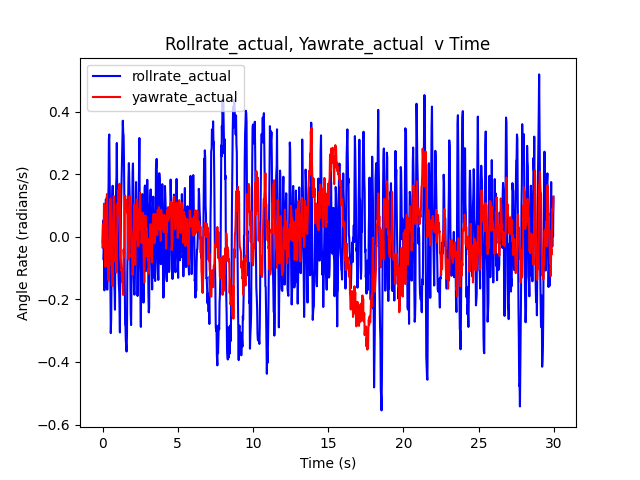 Rollrate_actual, Yawrate_actual  v Time
rollrate_actual
yawrate_actual
Angle Rate (radians/s)
0.4
0.2
0.0
−0.2
−0.4
−0.6
0 5 10 15 20 25 30
Time (s)